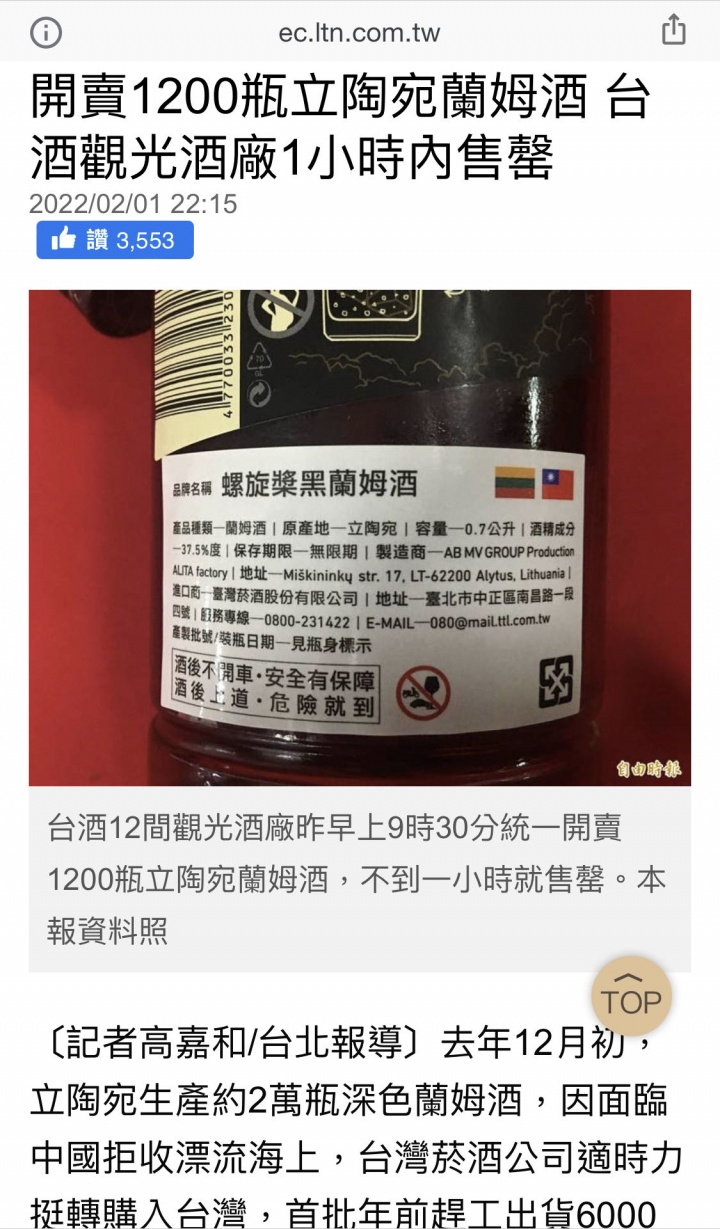 ec.ltn.com.tw
開賣1200瓶立陶宛蘭姆酒 台
酒觀光酒廠1小時內售罄
2022/02/01 22:15
讚 3,553
4 770033 230
品牌名稱 螺旋槳黑蘭姆酒
產品種類—蘭姆酒 | 原產地—立陶宛 | 容量—0.7公升 | 酒精成分
—37.5%度 | 保存期限—無限期 | 製造商—AB MV GROUP Production
ALITA factory | 地址—Miškininkų str. 17, LT-62200 Alytus, Lithuania |
進口商—臺灣菸酒股份有限公司 | 地址—臺北市中正區南昌路一段
四號 | 服務專線—0800-231422 | E-MAIL—080@mail.ttl.com.tw
產製批號/裝瓶日期—見瓶身標示
酒後不開車·安全有保障
酒後上道·危險就到
自由時報
台酒12間觀光酒廠昨早上9時30分統一開賣
1200瓶立陶宛蘭姆酒，不到一小時就售罄。本
報資料照
TOP
〔記者高嘉和/台北報導〕去年12月初，
立陶宛生產約2萬瓶深色蘭姆酒，因面臨
中國拒收漂流海上，台灣菸酒公司適時力
挺轉購入台灣，首批年前趕工出貨6000